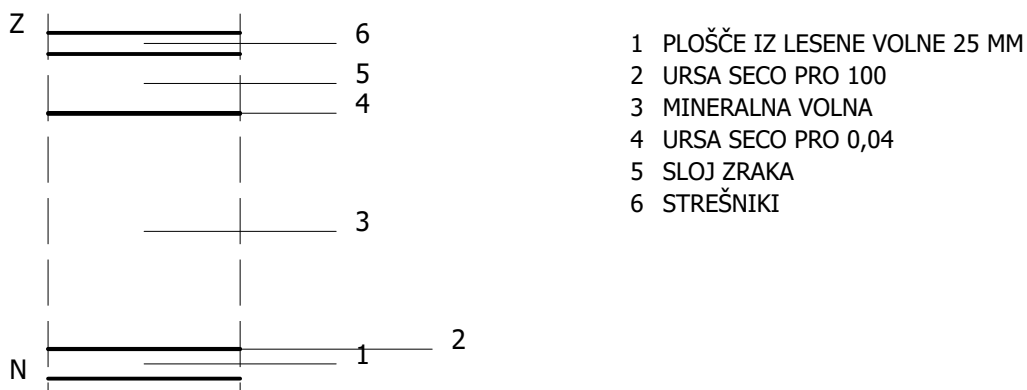 Z
6
5
4
3
2
1
N
1 PLOŠČE IZ LESENE VOLNE 25 MM
2 URSA SECO PRO 100
3 MINERALNA VOLNA
4 URSA SECO PRO 0,04
5 SLOJ ZRAKA
6 STREŠNIKI